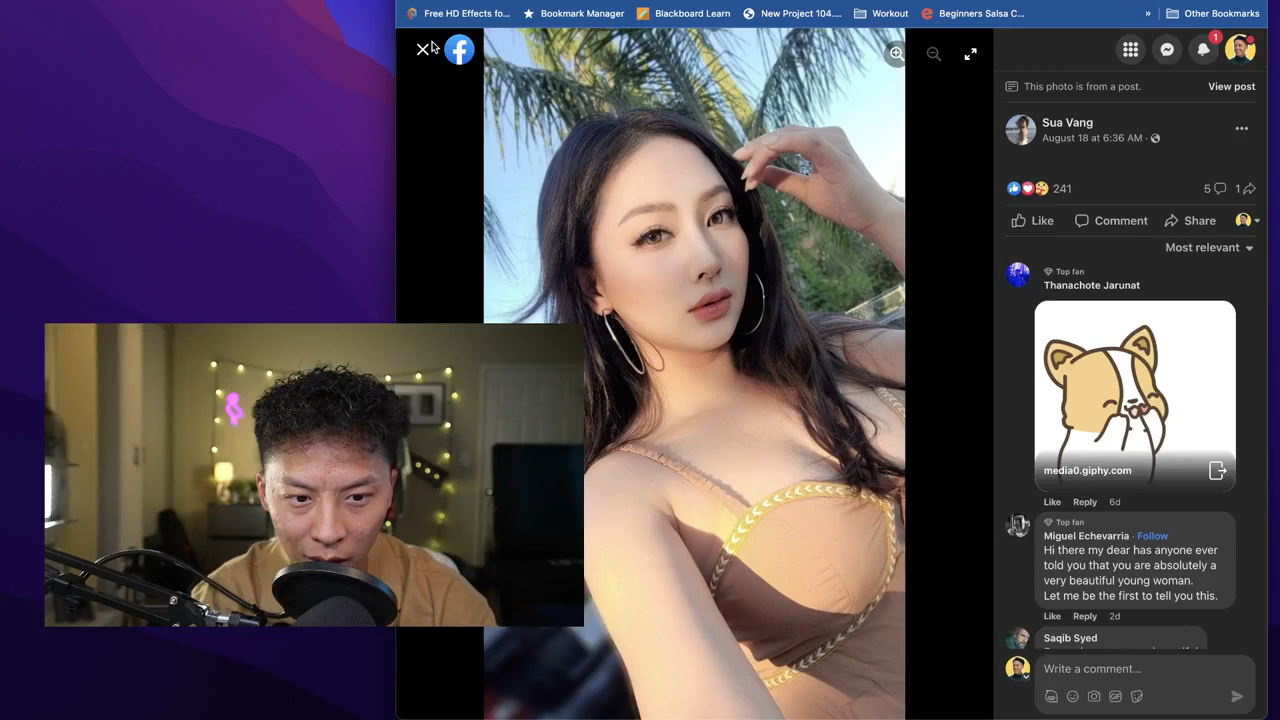 Free HD Effects fo...
Bookmark Manager
Blackboard Learn
New Project 104....
Workout
Beginners Salsa C...
»
Other Bookmarks
1
This photo is from a post.
View post
Sua Vang
August 18 at 6:36 AM ·
241
5
1
Like
Comment
Share
Most relevant
Top fan
Thanachote Jarunat
media0.giphy.com
Like Reply 6d
Top fan
Miguel Echevarria · Follow
Hi there my dear has anyone ever
told you that you are absolutely a
very beautiful young woman.
Let me be the first to tell you this.
Like Reply 2d
Saqib Syed
Write a comment...
GIF